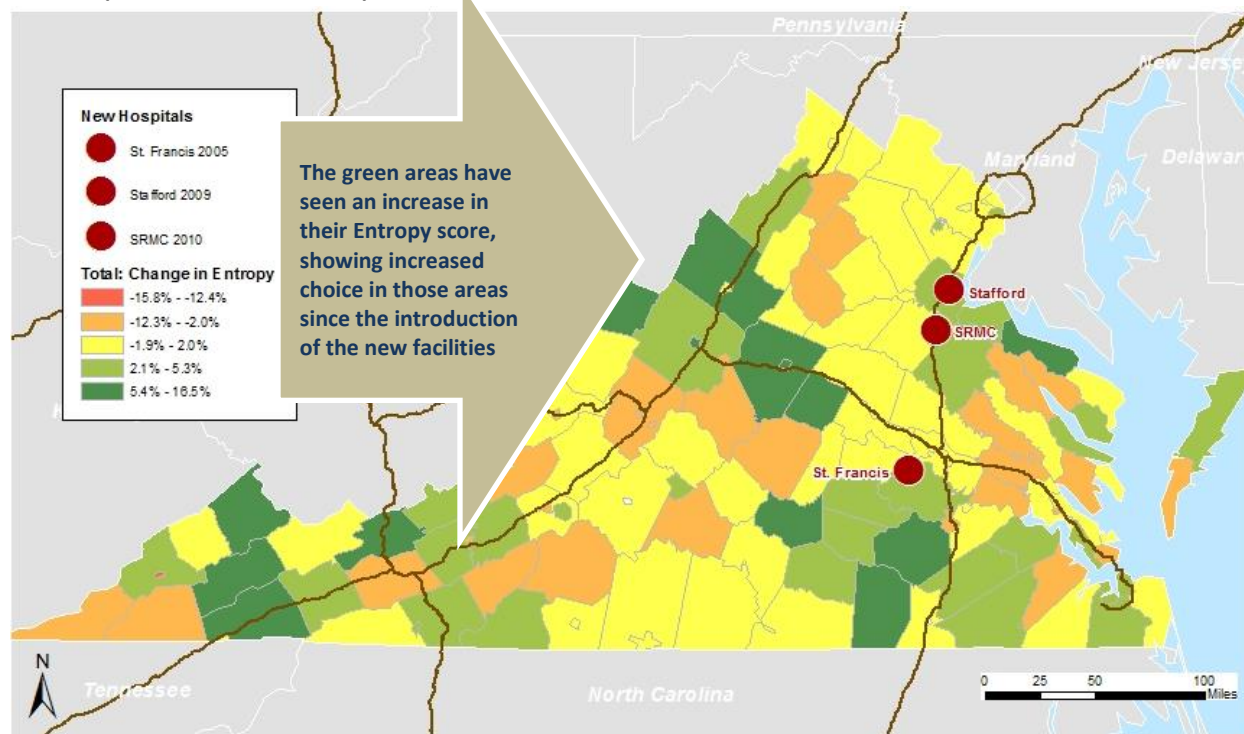 Pennsylvania
New Jersey
Maryland
Delaware
New Hospitals
St. Francis 2005
Stafford 2009
SRMC 2010
Total: Change in Entropy
-15.8% - -12.4%
-12.3% - -2.0%
-1.9% - 2.0%
2.1% - 5.3%
5.4% - 16.5%
The green areas have
seen an increase in
their Entropy score,
showing increased
choice in those areas
since the introduction
of the new facilities
Stafford
SRMC
St. Francis
N
Tennessee
North Carolina
0 25 50 100
Miles